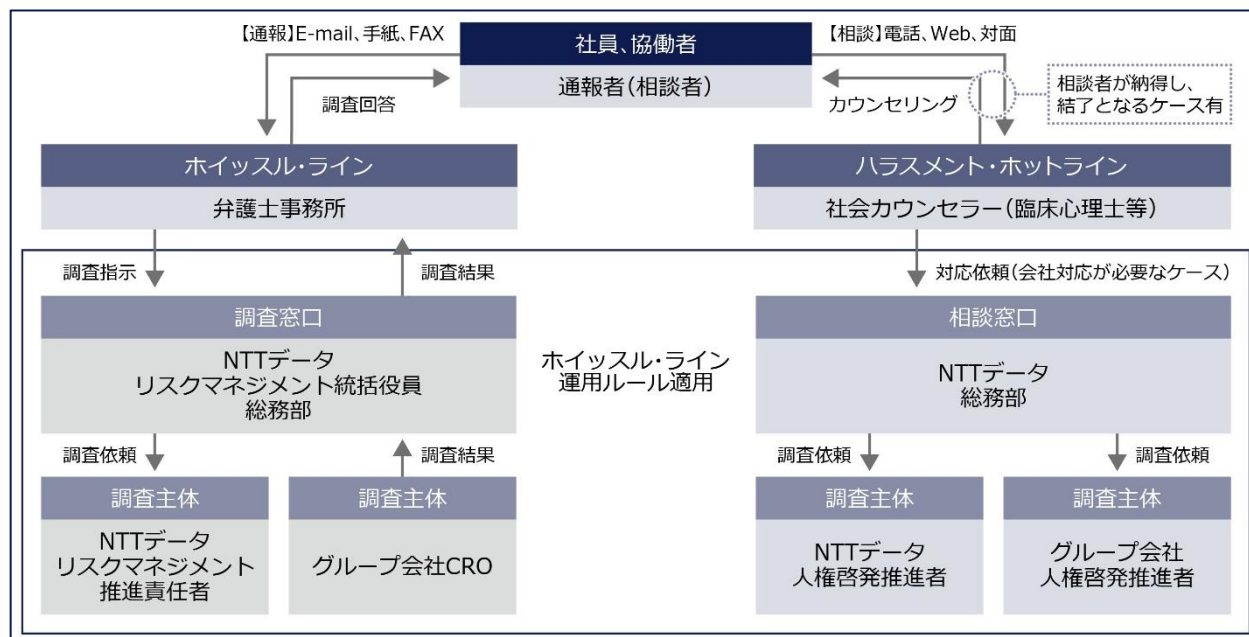 【通報】E-mail、手紙、FAX
社員、協働者
【相談】電話、Web、対面
通報者（相談者）
調査回答
カウンセリング
相談者が納得し、
結了となるケース有
ホイッスル・ライン
弁護士事務所
ハラスメント・ホットライン
社会カウンセラー（臨床心理士等）
調査指示
調査結果
対応依頼（会社対応が必要なケース）
調査窓口
NTTデータ
リスクマネジメント統括役員
総務部
ホイッスル・ライン
運用ルール適用
相談窓口
NTTデータ
総務部
調査依頼
調査結果
調査依頼
調査依頼
調査主体
NTTデータ
リスクマネジメント
推進責任者
調査主体
グループ会社CRO
調査主体
NTTデータ
人権啓発推進者
調査主体
グループ会社
人権啓発推進者